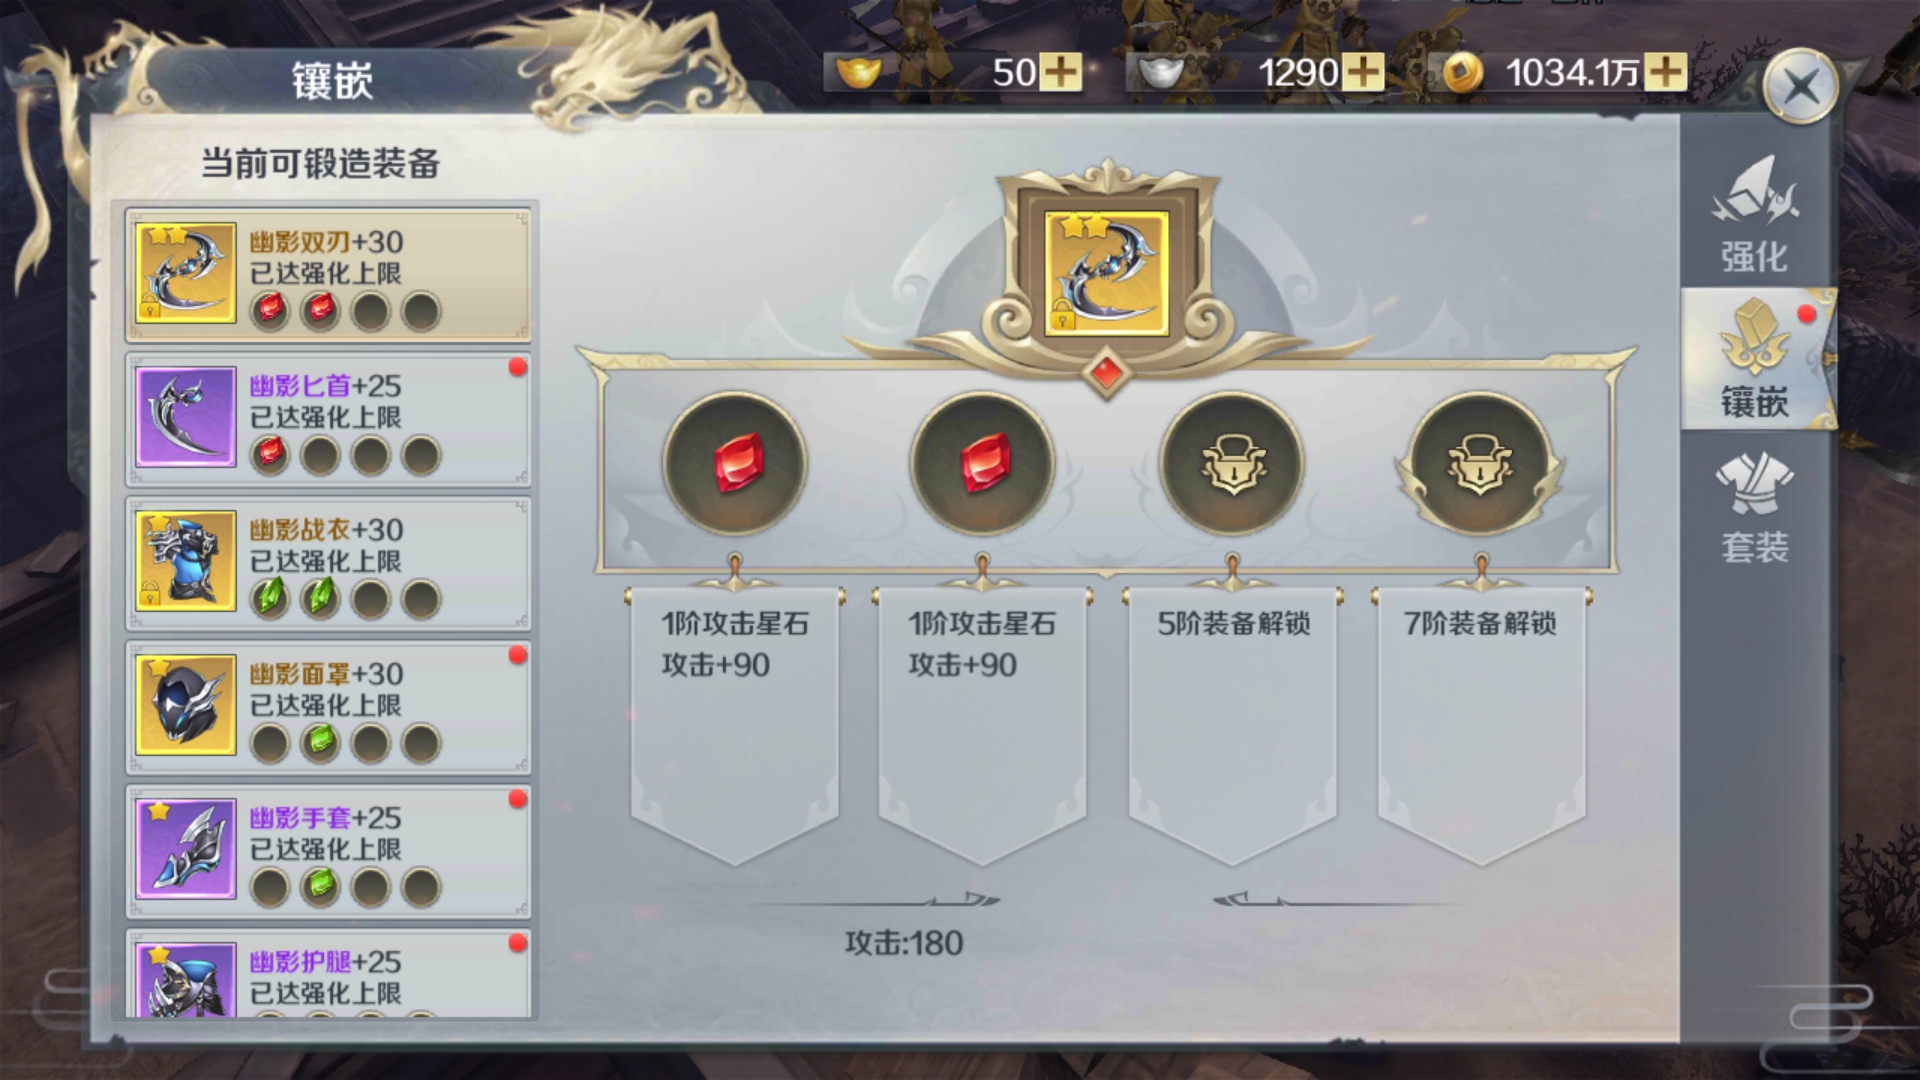 镶嵌
50
1290
1034.1万
当前可锻造装备
幽影双刃+30
已达强化上限
幽影匕首+25
已达强化上限
幽影战衣+30
已达强化上限
幽影面罩+30
已达强化上限
幽影手套+25
已达强化上限
幽影护腿+25
已达强化上限
1阶攻击星石
攻击+90
1阶攻击星石
攻击+90
5阶装备解锁
7阶装备解锁
攻击:180
强化
镶嵌
套装